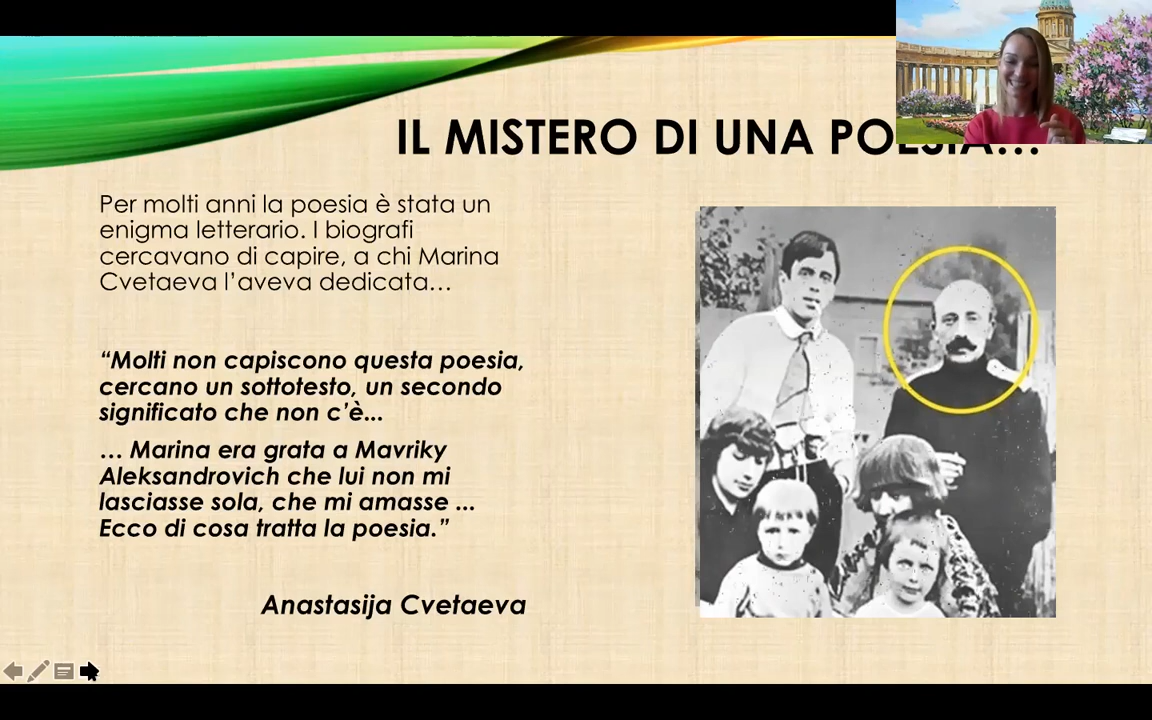 IL MISTERO DI UNA POESIA...
Per molti anni la poesia è stata un
enigma letterario. I biografi
cercavano di capire, a chi Marina
Cvetaeva l’aveva dedicata…
“Molti non capiscono questa poesia,
cercano un sottotesto, un secondo
significato che non c’è...
… Marina era grata a Mavriky
Aleksandrovich che lui non mi
lasciasse sola, che mi amasse ...
Ecco di cosa tratta la poesia.”
Anastasija Cvetaeva